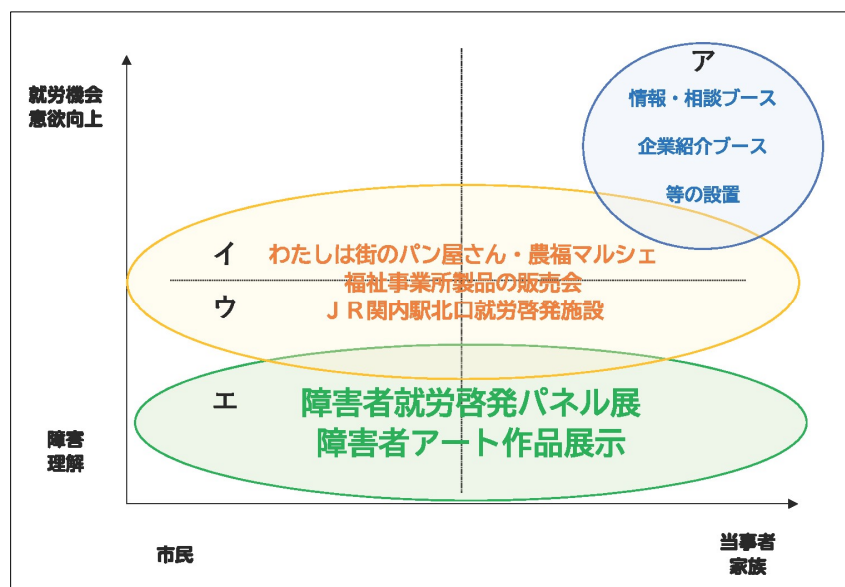 ア
就労機会
意欲向上
情報・相談ブース
企業紹介ブース
等の設置
イ
わたしは街のパン屋さん・農福マルシェ
福祉事業所製品の販売会
ウ
ＪＲ関内駅北口就労啓発施設
エ
障害者就労啓発パネル展
障害者アート作品展示
障害
理解
市民
当事者
家族